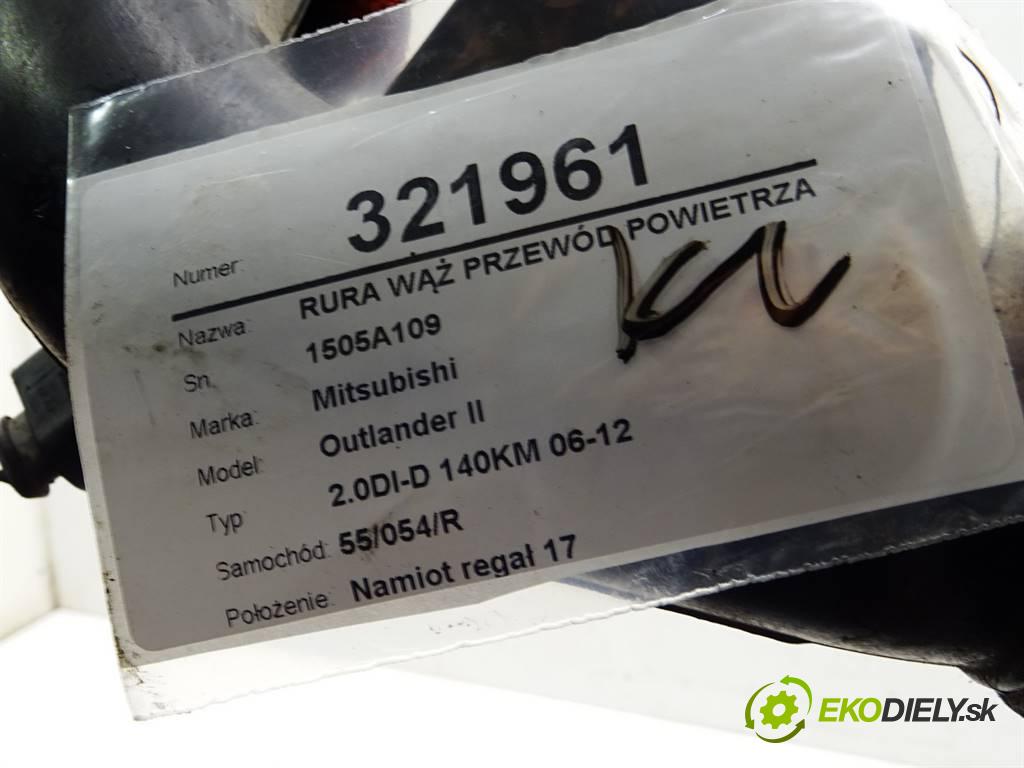 Numer: 321961
Nazwa: RURA WĄŻ PRZEWÓD POWIETRZA
Sn. 1505A109
Marka: Mitsubishi
Model: Outlander II
Typ 2.0DI-D 140KM 06-12
Samochód: 55/054/R
Położenie: Namiot regał 17
EKODIELY.sk